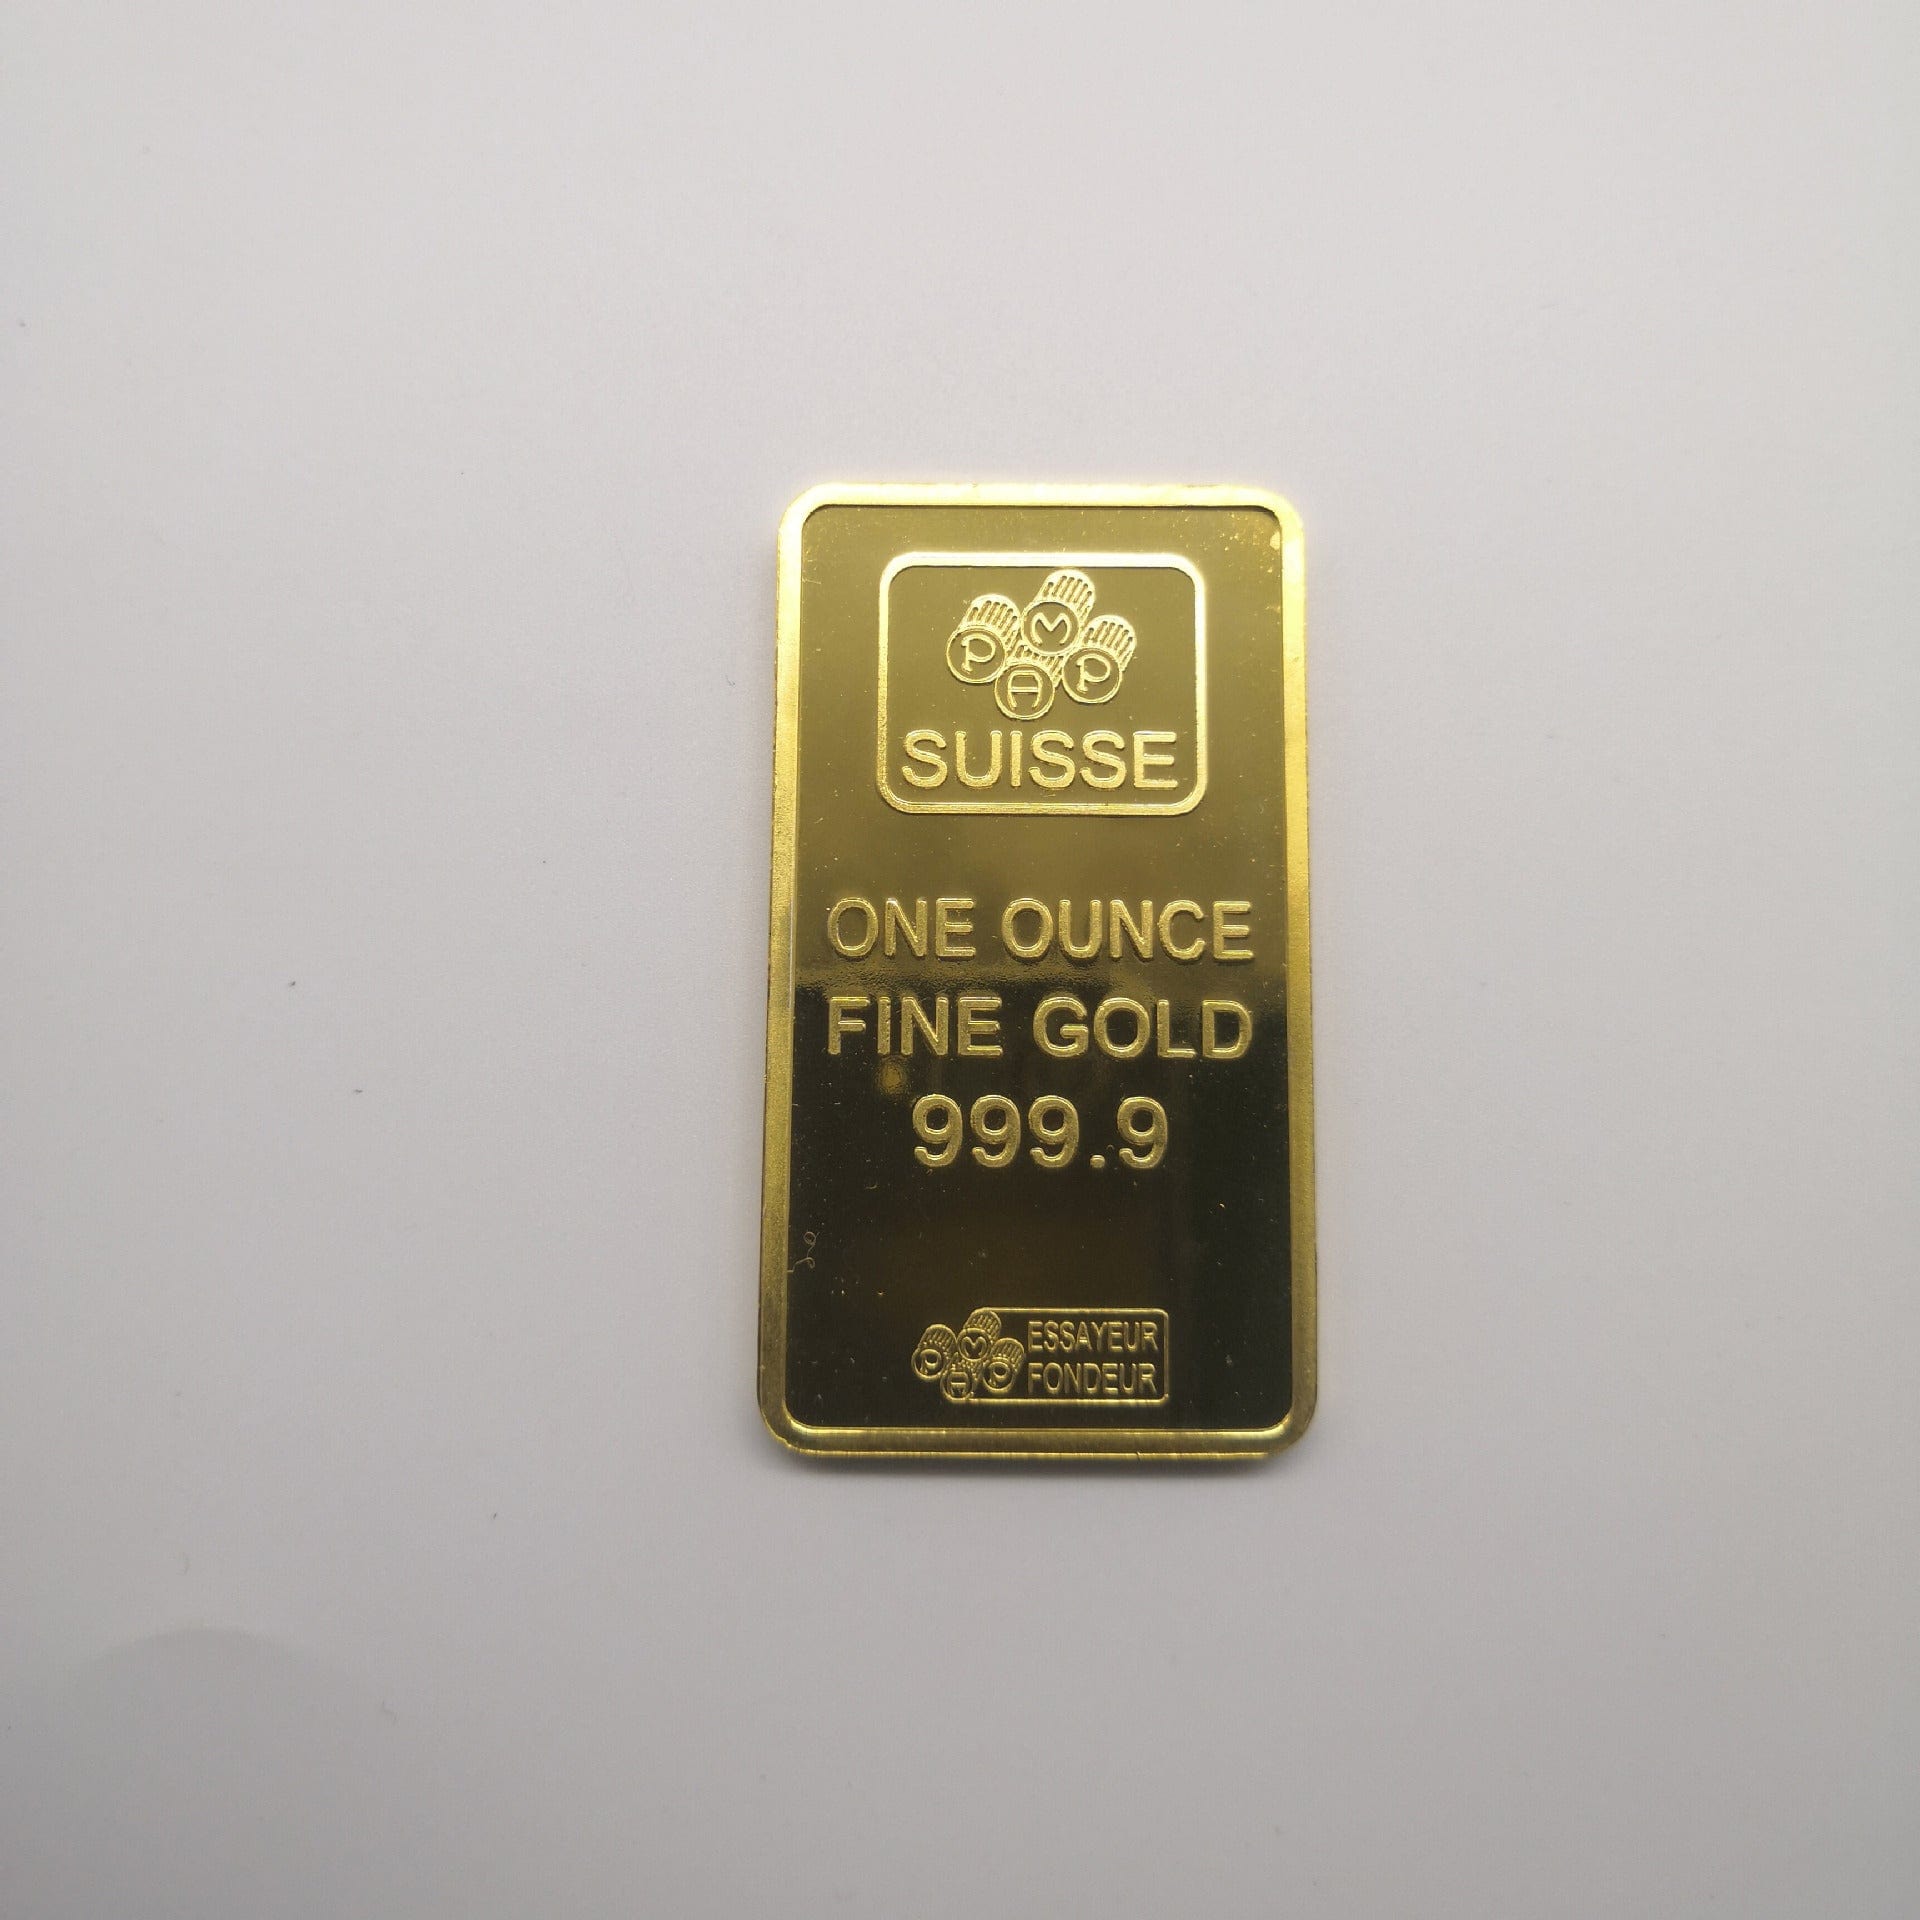 PAMP
SUISSE
ONE OUNCE
FINE GOLD
999.9
PAMP
ESSAYEUR
FONDEUR